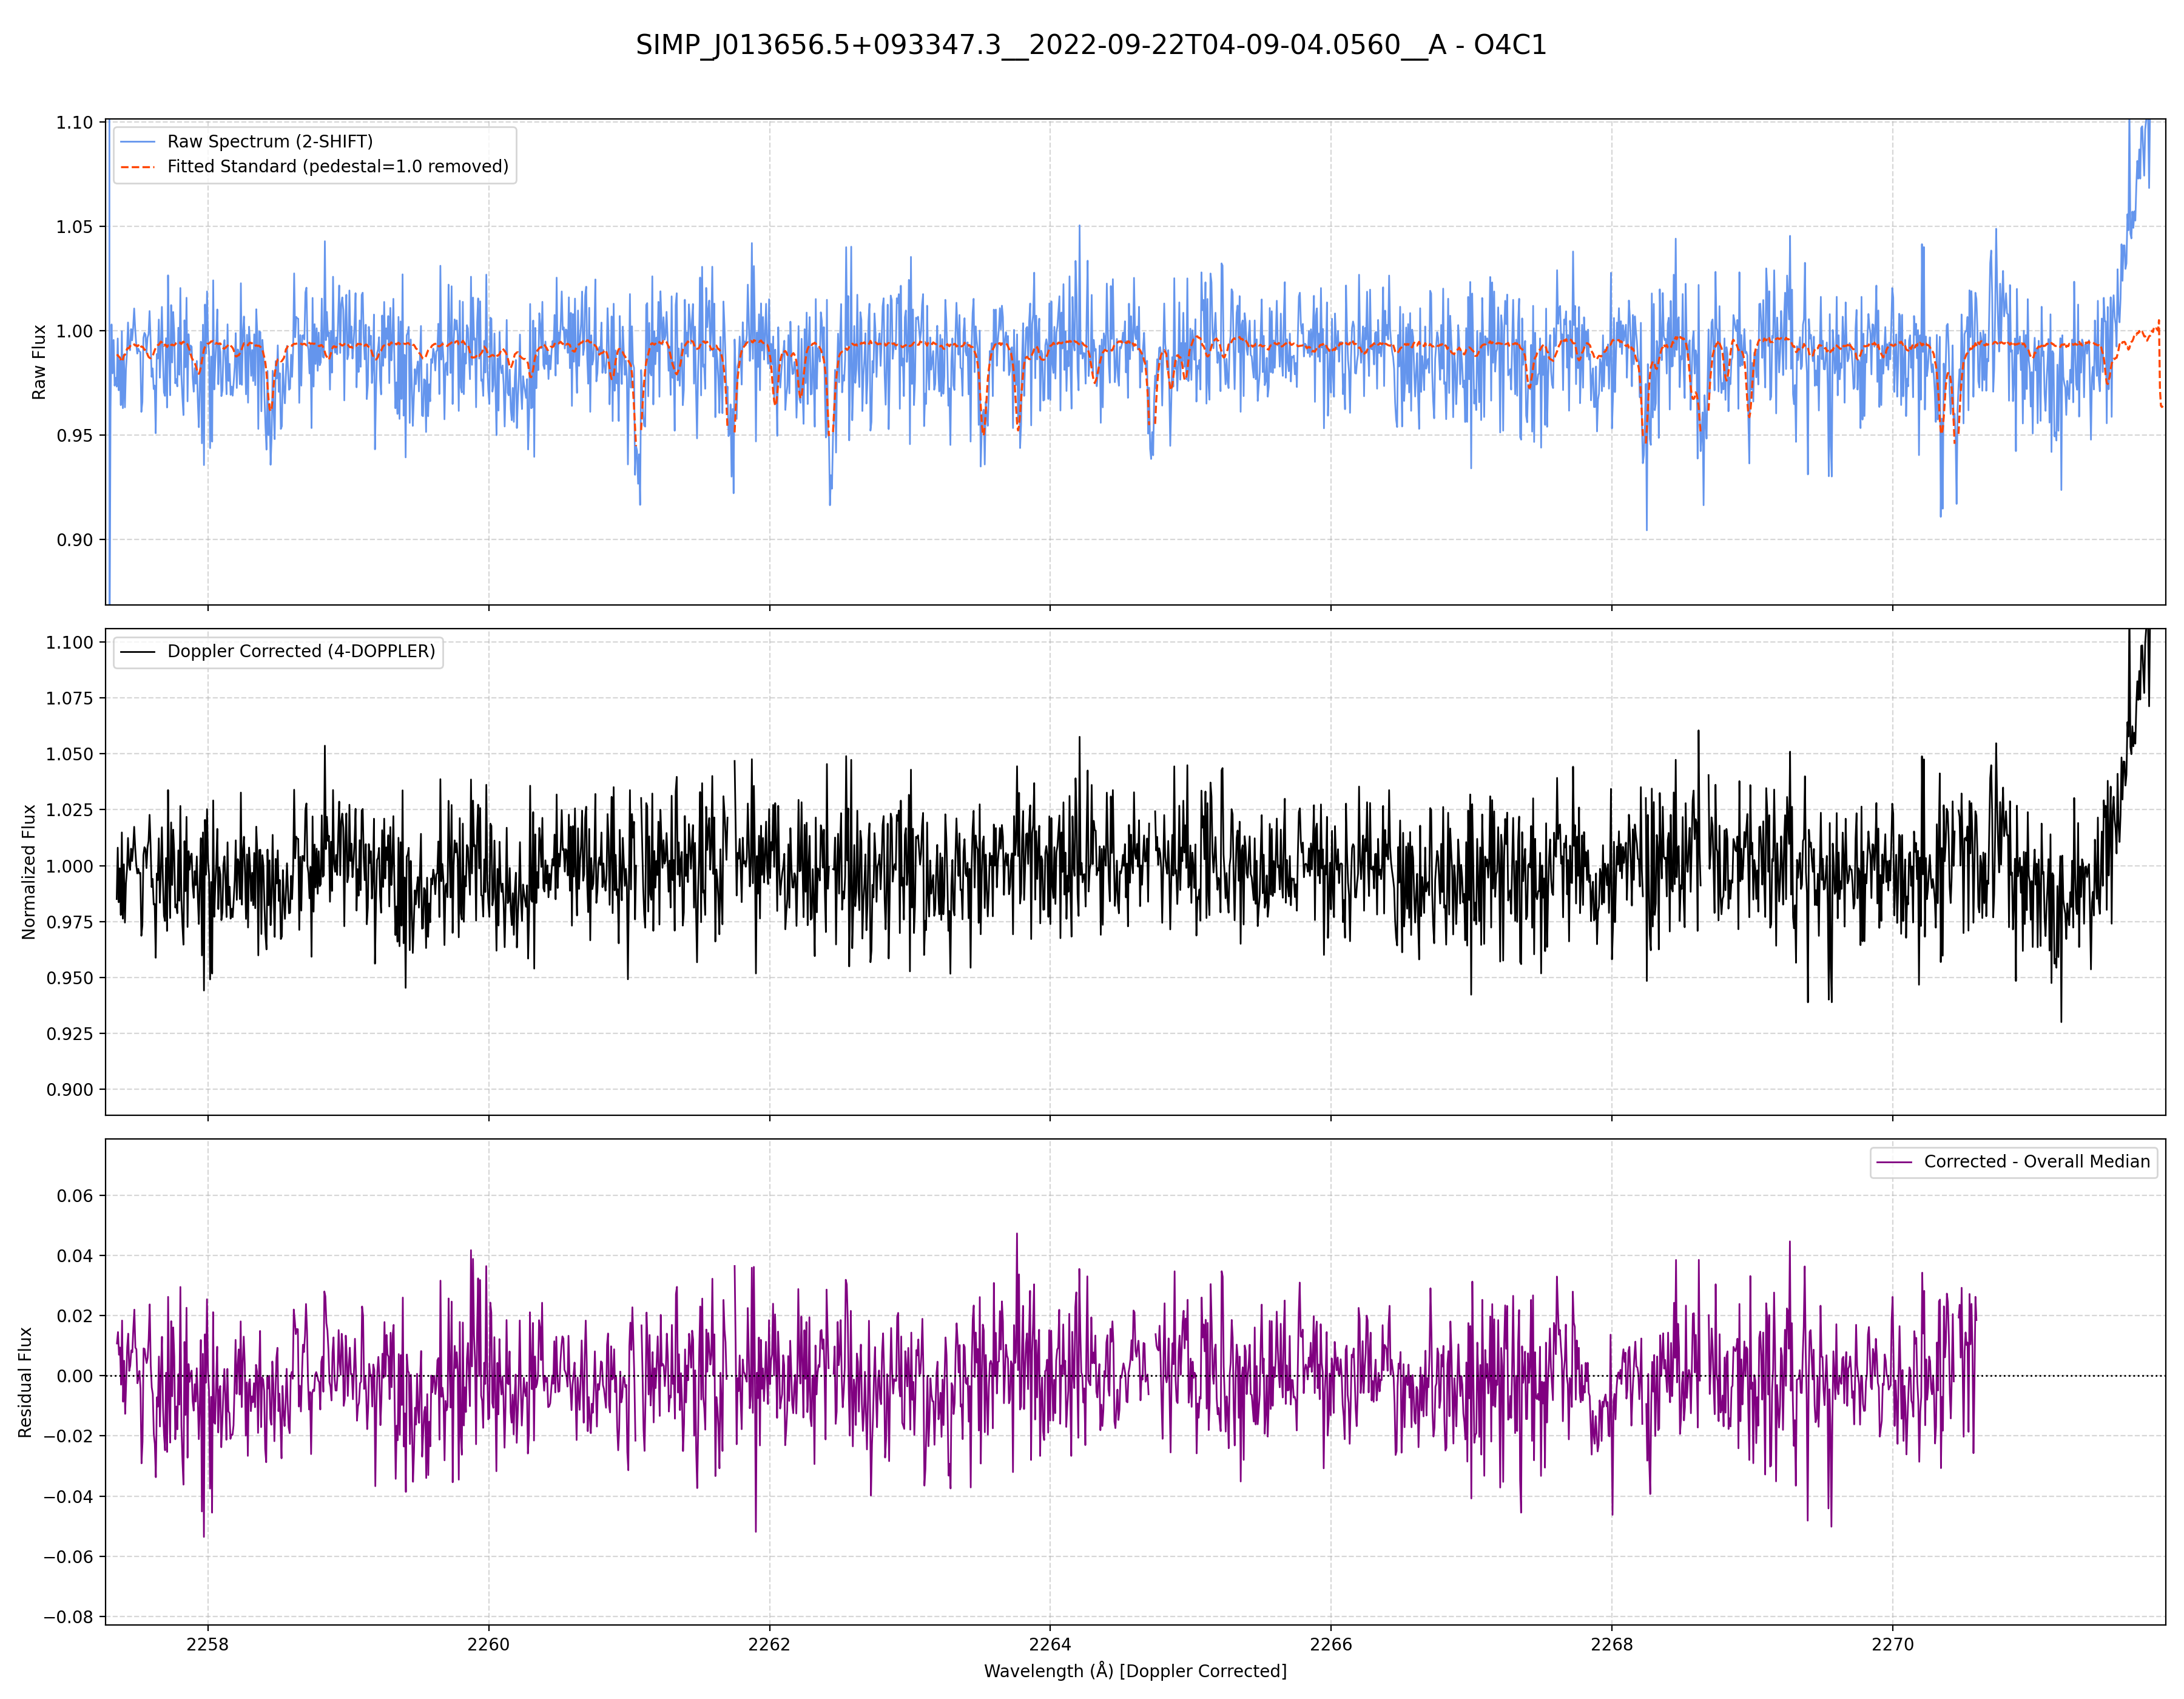 SIMP_J013656.5+093347.3__2022-09-22T04-09-04.0560__A - O4C1
Raw Spectrum (2-SHIFT)
Fitted Standard (pedestal=1.0 removed)
Raw Flux
1.10
1.05
1.00
0.95
0.90
Doppler Corrected (4-DOPPLER)
Normalized Flux
1.100
1.075
1.050
1.025
1.000
0.975
0.950
0.925
0.900
Corrected - Overall Median
Residual Flux
0.06
0.04
0.02
0.00
−0.02
−0.04
−0.06
−0.08
2258 2260 2262 2264 2266 2268 2270
Wavelength (Å) [Doppler Corrected]